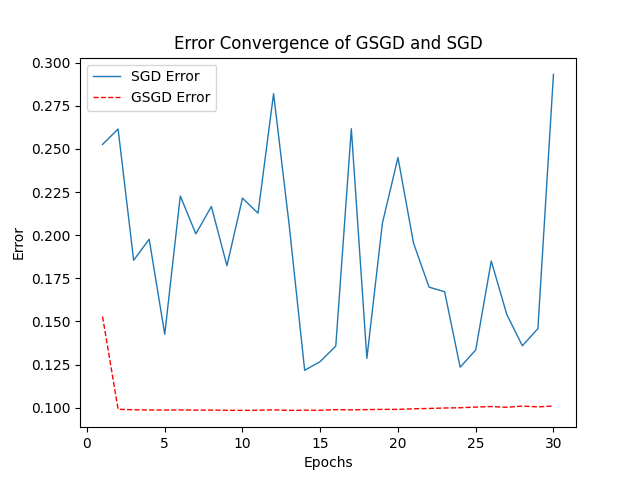 Error Convergence of GSGD and SGD
SGD Error
GSGD Error
0.300
0.275
0.250
0.225
0.200
0.175
0.150
0.125
0.100
Error
0 5 10 15 20 25 30
Epochs